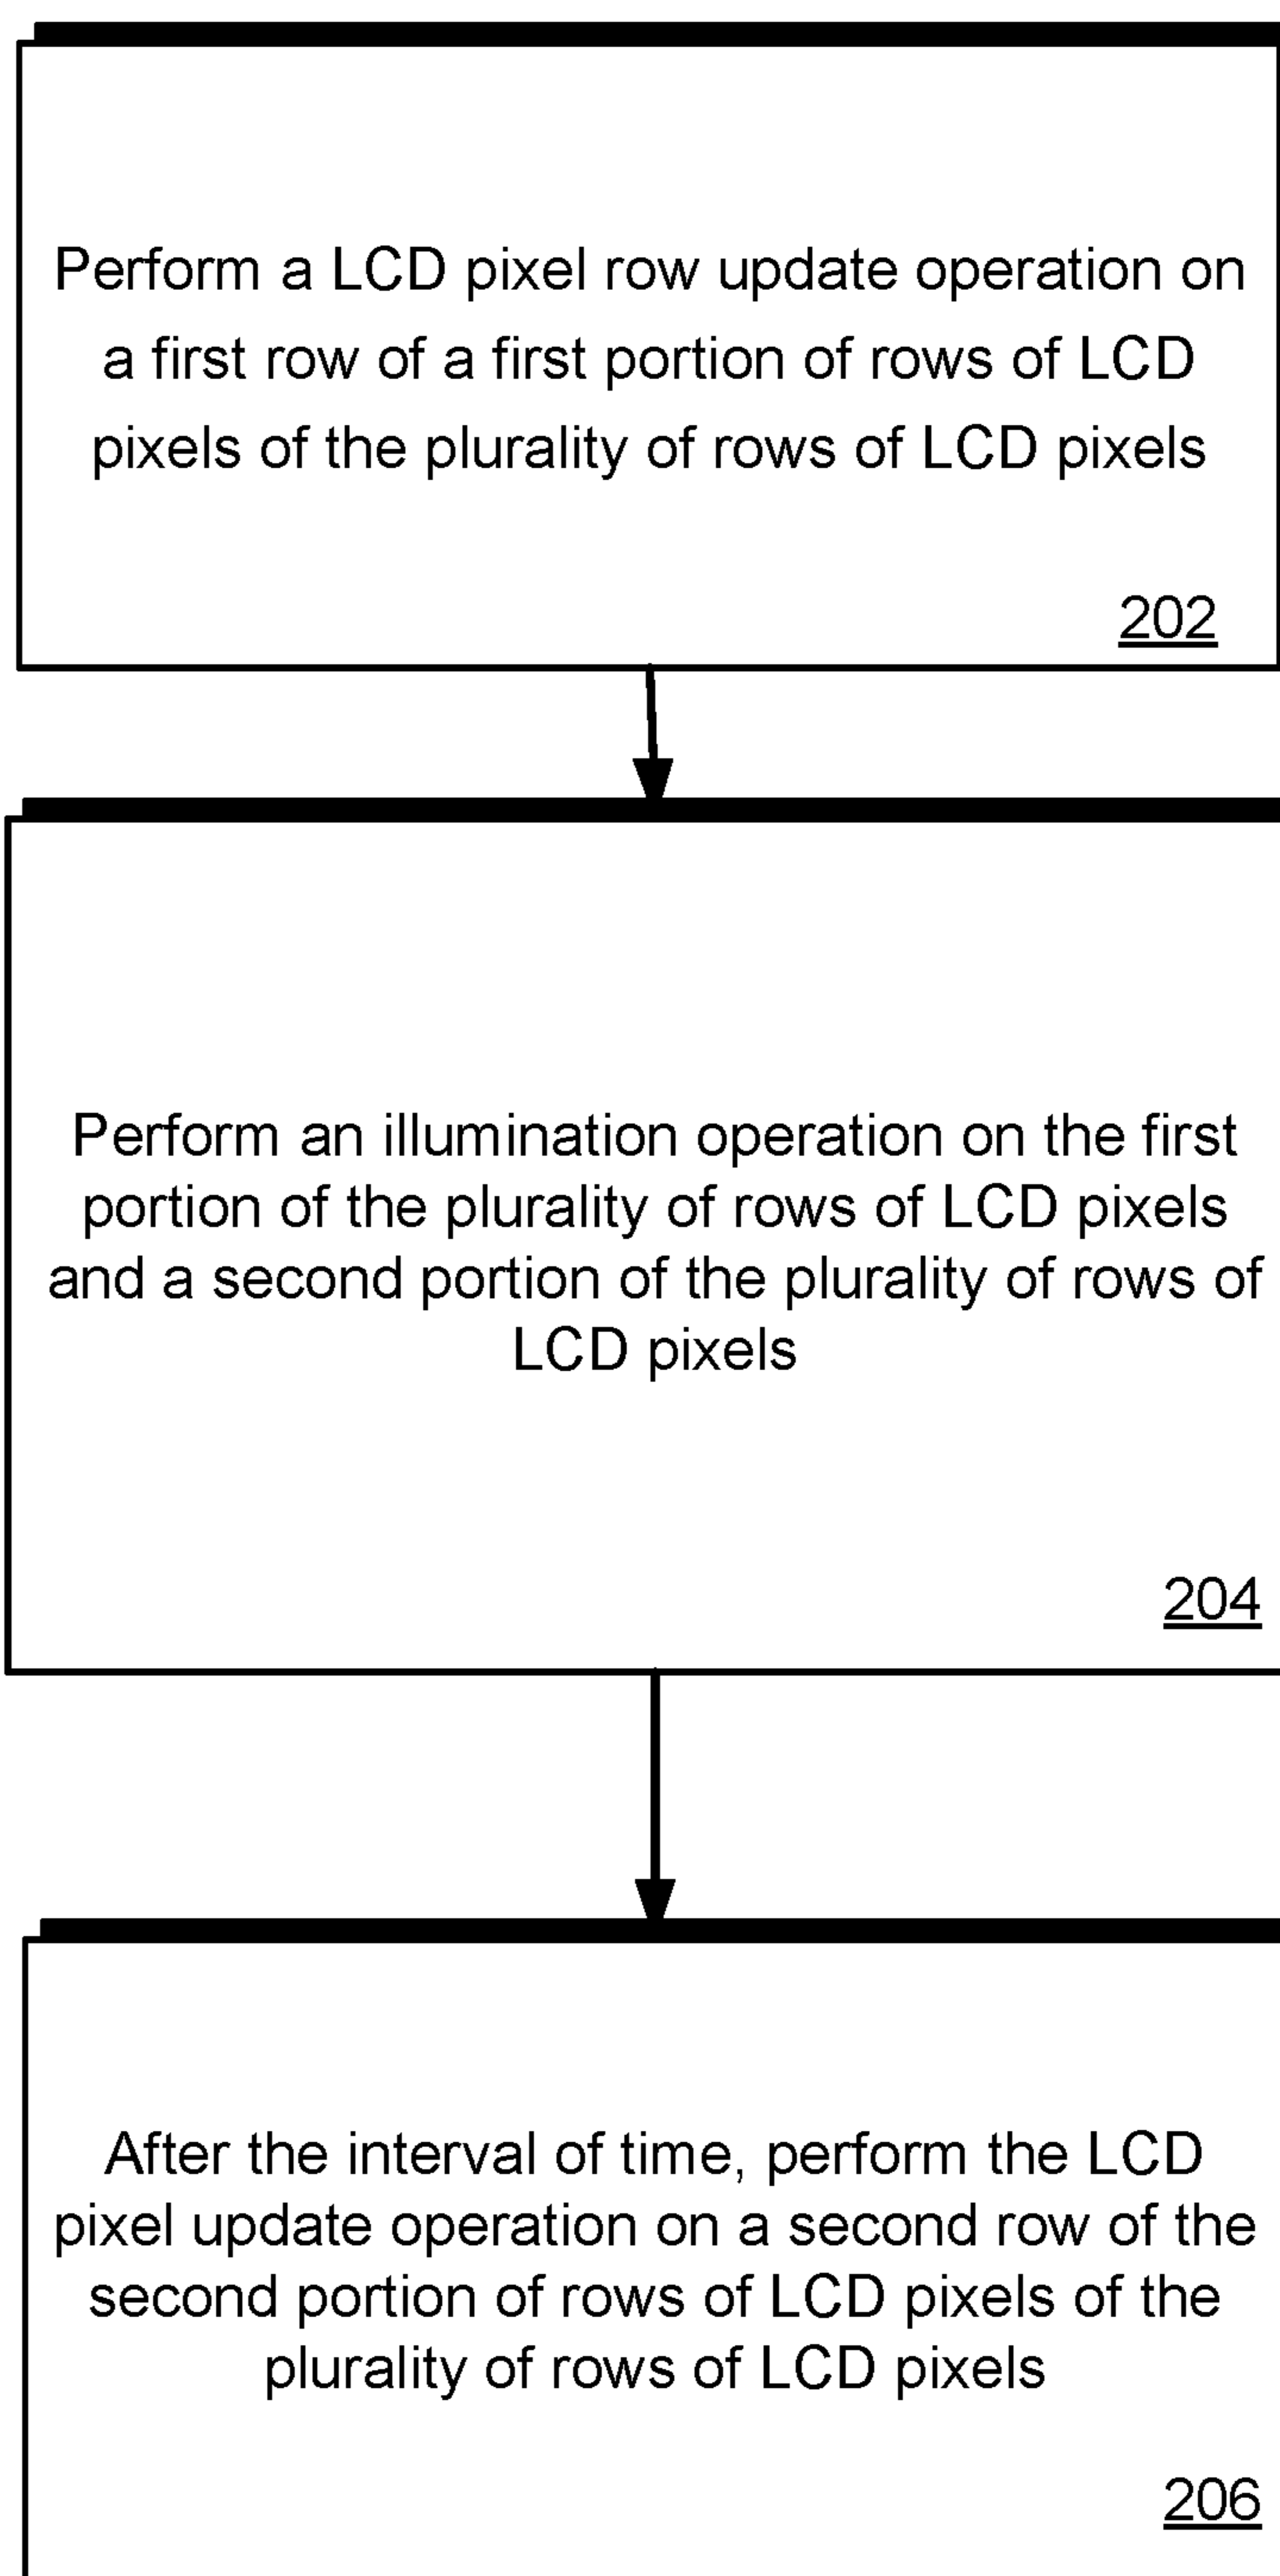 Perform a LCD pixel row update operation on
a first row of a first portion of rows of LCD
pixels of the plurality of rows of LCD pixels
202
Perform an illumination operation on the first
portion of the plurality of rows of LCD pixels
and a second portion of the plurality of rows of
LCD pixels
204
After the interval of time, perform the LCD
pixel update operation on a second row of the
second portion of rows of LCD pixels of the
plurality of rows of LCD pixels
206